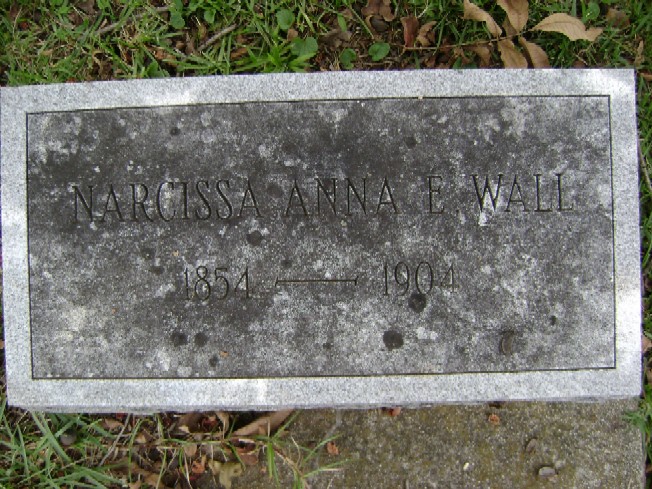 NARCISSA ANNA E WALL
1854 — 1904